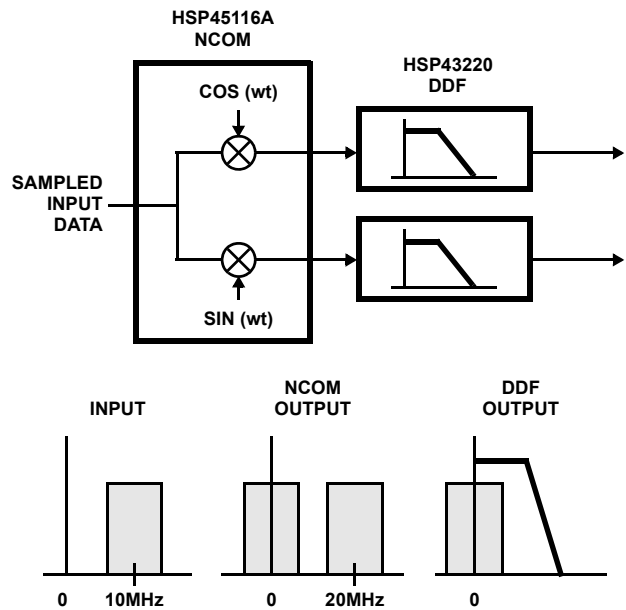 HSP45116A
NCOM
HSP43220
DDF
COS (wt)
SAMPLED
INPUT
DATA
SIN (wt)
INPUT
NCOM
OUTPUT
DDF
OUTPUT
0
10MHz
0
20MHz
0